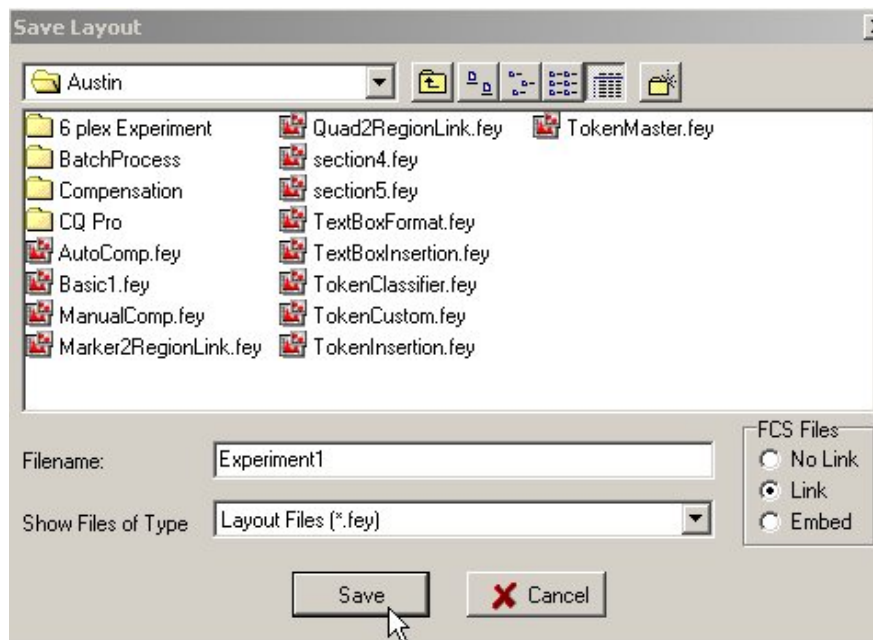 Save Layout
Austin
6 plex Experiment
BatchProcess
Compensation
CQ Pro
AutoComp.fey
Basic1.fey
ManualComp.fey
Marker2RegionLink.fey
Quad2RegionLink.fey
section4.fey
section5.fey
TextBoxFormat.fey
TextBoxInsertion.fey
TokenClassifier.fey
TokenCustom.fey
TokenInsertion.fey
TokenMaster.fey
Filename:
Experiment1
Show Files of Type
Layout Files (*.fey)
FCS Files
No Link
Link
Embed
Save
Cancel